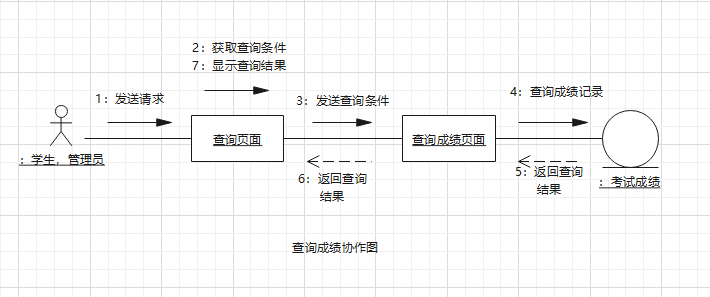 2：获取查询条件
7：显示查询结果
1：发送请求
3：发送查询条件
4：查询成绩记录
查询页面
查询成绩页面
：学生，管理员
6：返回查询
结果
5：返回查询
结果
：考试成绩
查询成绩协作图